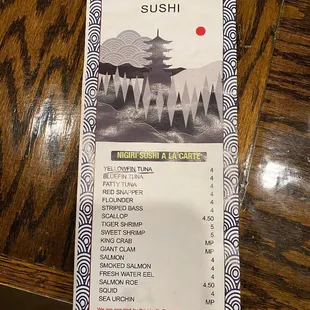 SUSHI
NIGIRI SUSHI A LA CARTE
YELLOWFIN TUNA 4
BLUEFIN TUNA 4
FATTY TUNA 4
RED SNAPPER 4
FLOUNDER 4
STRIPED BASS 4
SCALLOP 4.50
TIGER SHRIMP 5
SWEET SHRIMP 5.
KING CRAB MP
GIANT CLAM MP
SALMON 4
SMOKED SALMON 4
FRESH WATER EEL 4
SALMON ROE 4.50
SQUID 4
SEA URCHIN MP